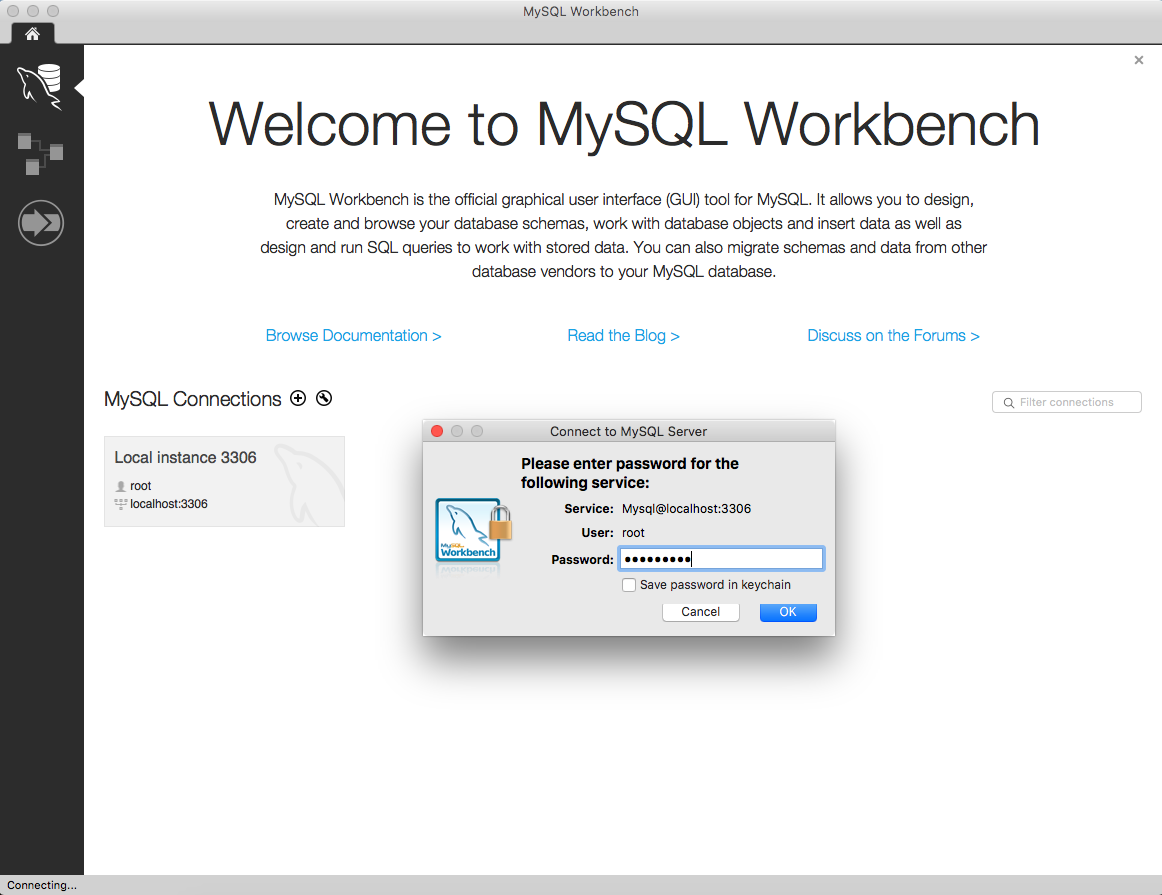 MySQL Workbench
Welcome to MySQL Workbench
MySQL Workbench is the official graphical user interface (GUI) tool for MySQL. It allows you to design,
create and browse your database schemas, work with database objects and insert data as well as
design and run SQL queries to work with stored data. You can also migrate schemas and data from other
database vendors to your MySQL database.
Browse Documentation >
Read the Blog >
Discuss on the Forums >
MySQL Connections
Filter connections
Local instance 3306
root
localhost:3306
Connect to MySQL Server
Please enter password for the
following service:
Service: Mysql@localhost:3306
User: root
Password: •••••••••
Save password in keychain
Cancel
OK
MySQL
Workbench
Connecting...